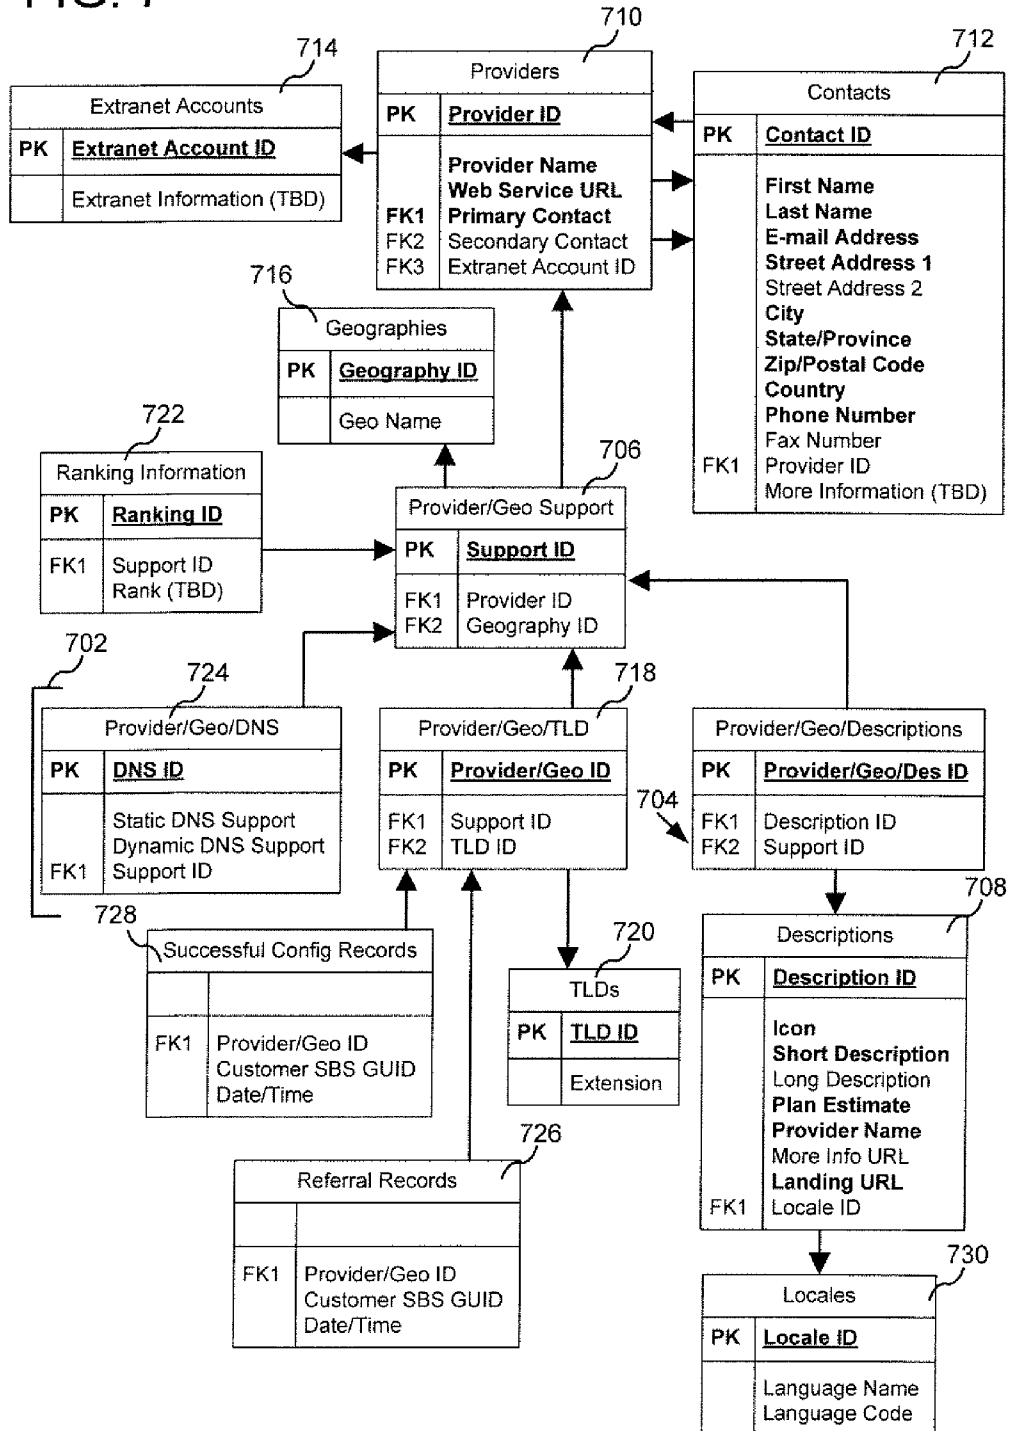 710
714
712
Providers
PK Provider ID
Provider Name
Web Service URL
FK1 Primary Contact
FK2 Secondary Contact
FK3 Extranet Account ID
Extranet Accounts
PK Extranet Account ID
Extranet Information (TBD)
Contacts
PK Contact ID
First Name
Last Name
E-mail Address
Street Address 1
Street Address 2
City
State/Province
Zip/Postal Code
Country
Phone Number
Fax Number
FK1 Provider ID
More Information (TBD)
716
Geographies
PK Geography ID
Geo Name
722
Ranking Information
PK Ranking ID
FK1 Support ID
Rank (TBD)
706
Provider/Geo Support
PK Support ID
FK1 Provider ID
FK2 Geography ID
702
724
Provider/Geo/DNS
PK DNS ID
Static DNS Support
Dynamic DNS Support
FK1 Support ID
718
Provider/Geo/TLD
PK Provider/Geo ID
FK1 Support ID
FK2 TLD ID
704
Provider/Geo/Descriptions
PK Provider/Geo/Des ID
FK1 Description ID
FK2 Support ID
728
Successful Config Records
FK1 Provider/Geo ID
Customer SBS GUID
Date/Time
720
TLDs
PK TLD ID
Extension
708
Descriptions
PK Description ID
Icon
Short Description
Long Description
Plan Estimate
Provider Name
More Info URL
Landing URL
FK1 Locale ID
726
Referral Records
FK1 Provider/Geo ID
Customer SBS GUID
Date/Time
730
Locales
PK Locale ID
Language Name
Language Code